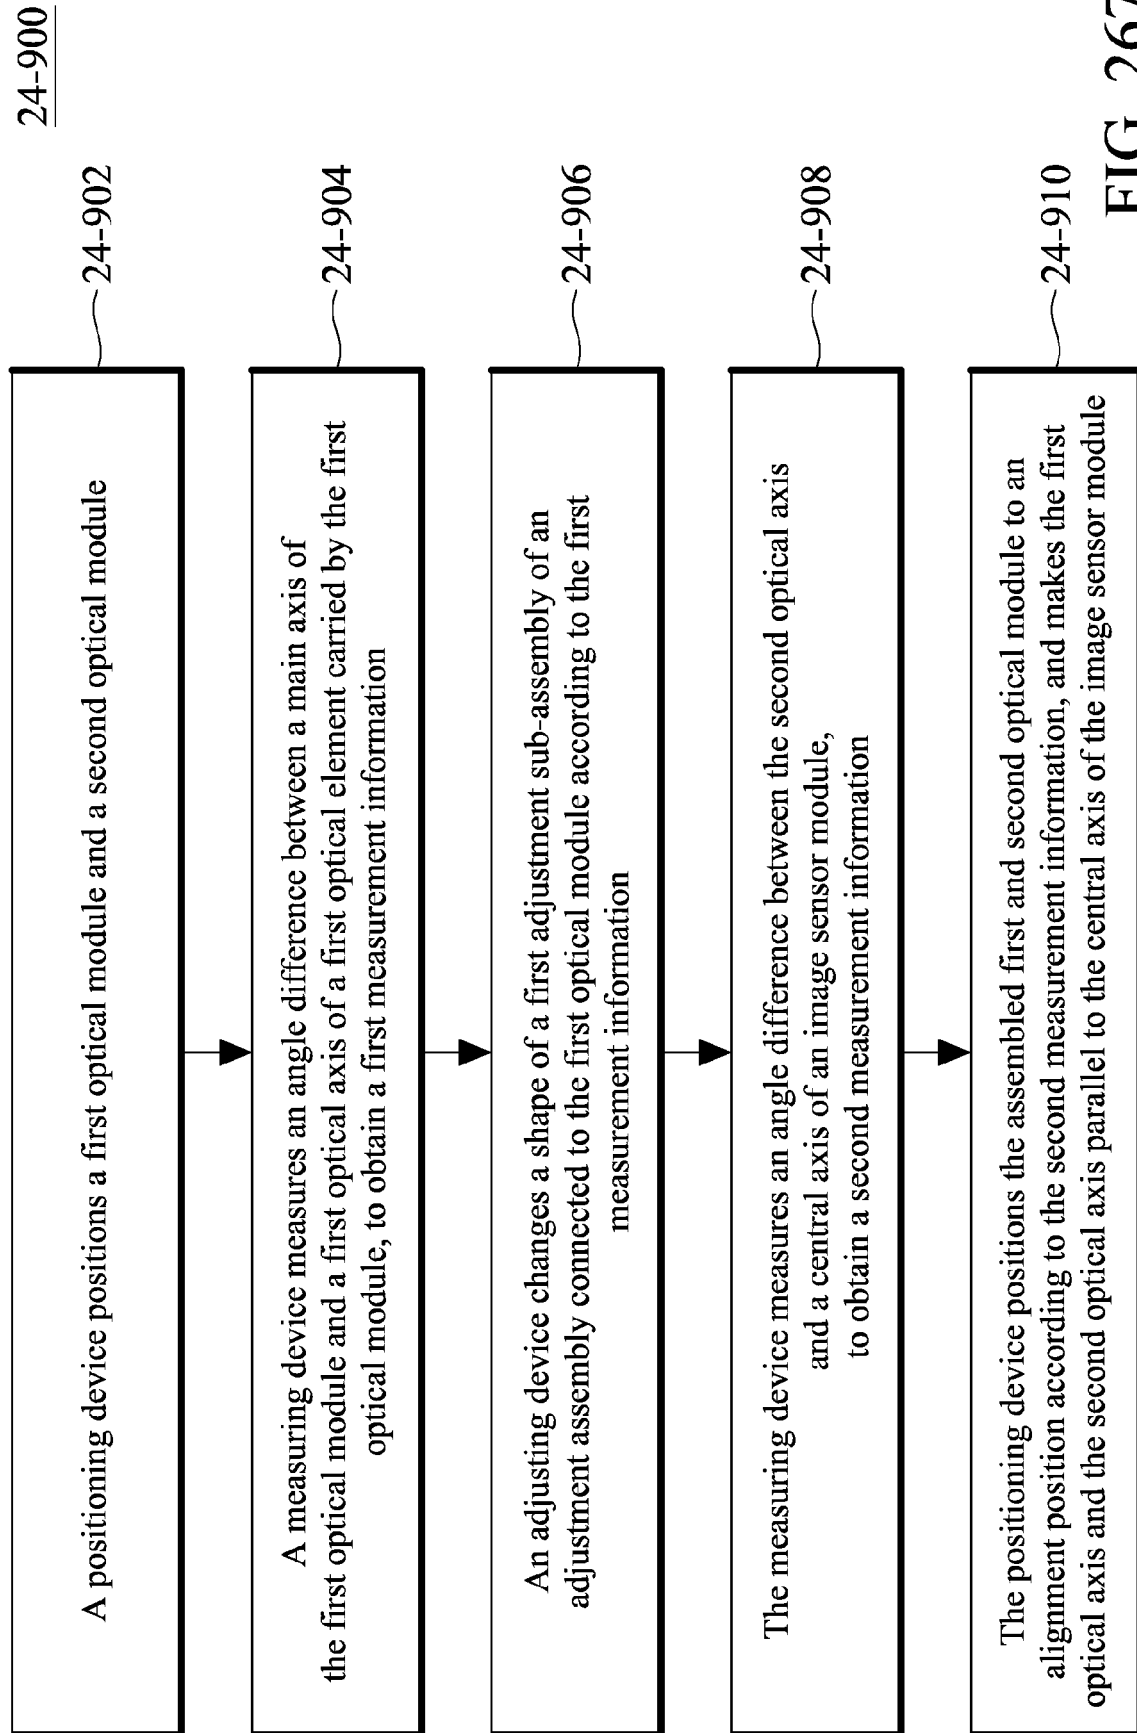 24-900
A positioning device positions a first optical module and a second optical module
24-902
A measuring device measures an angle difference between a main axis of
the first optical module and a first optical axis of a first optical element carried by the first
optical module, to obtain a first measurement information
24-904
An adjusting device changes a shape of a first adjustment sub-assembly of an
adjustment assembly connected to the first optical module according to the first
measurement information
24-906
The measuring device measures an angle difference between the second optical axis
and a central axis of an image sensor module,
to obtain a second measurement information
24-908
The positioning device positions the assembled first and second optical module to an
alignment position according to the second measurement information, and makes the first
optical axis and the second optical axis parallel to the central axis of the image sensor module
24-910
FIG. 267